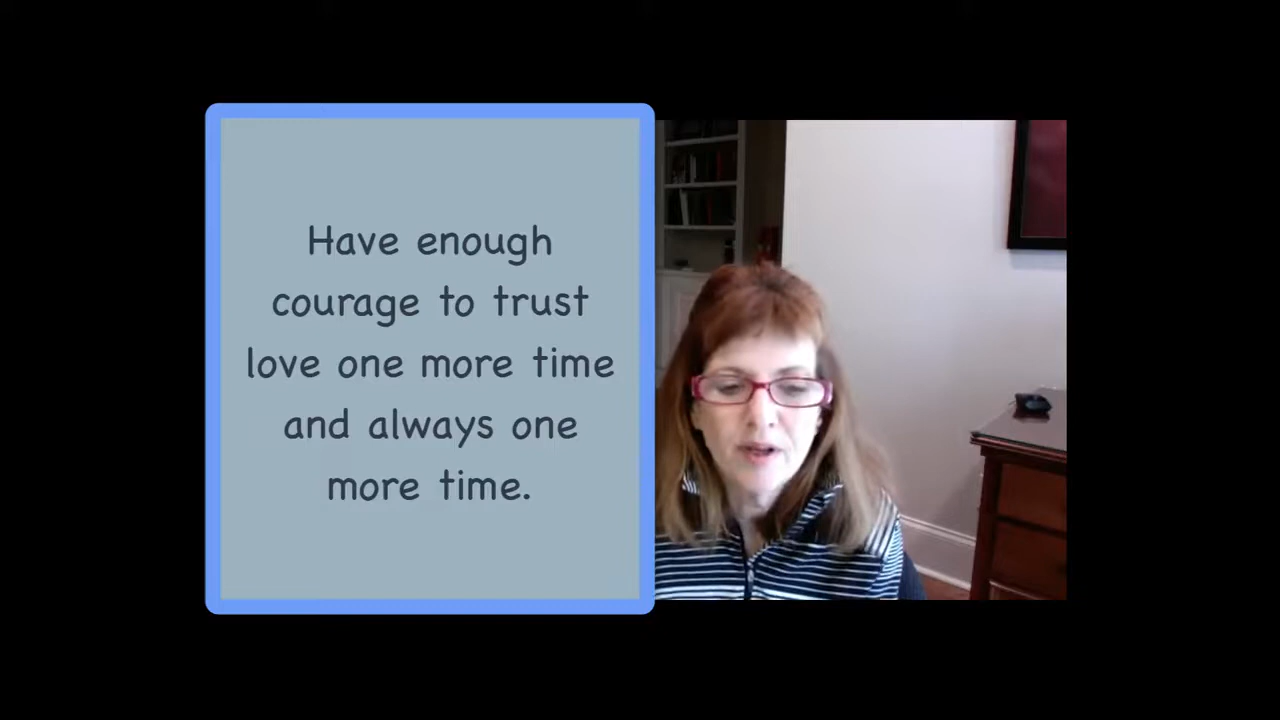 Have enough
courage to trust
love one more time
and always one
more time.